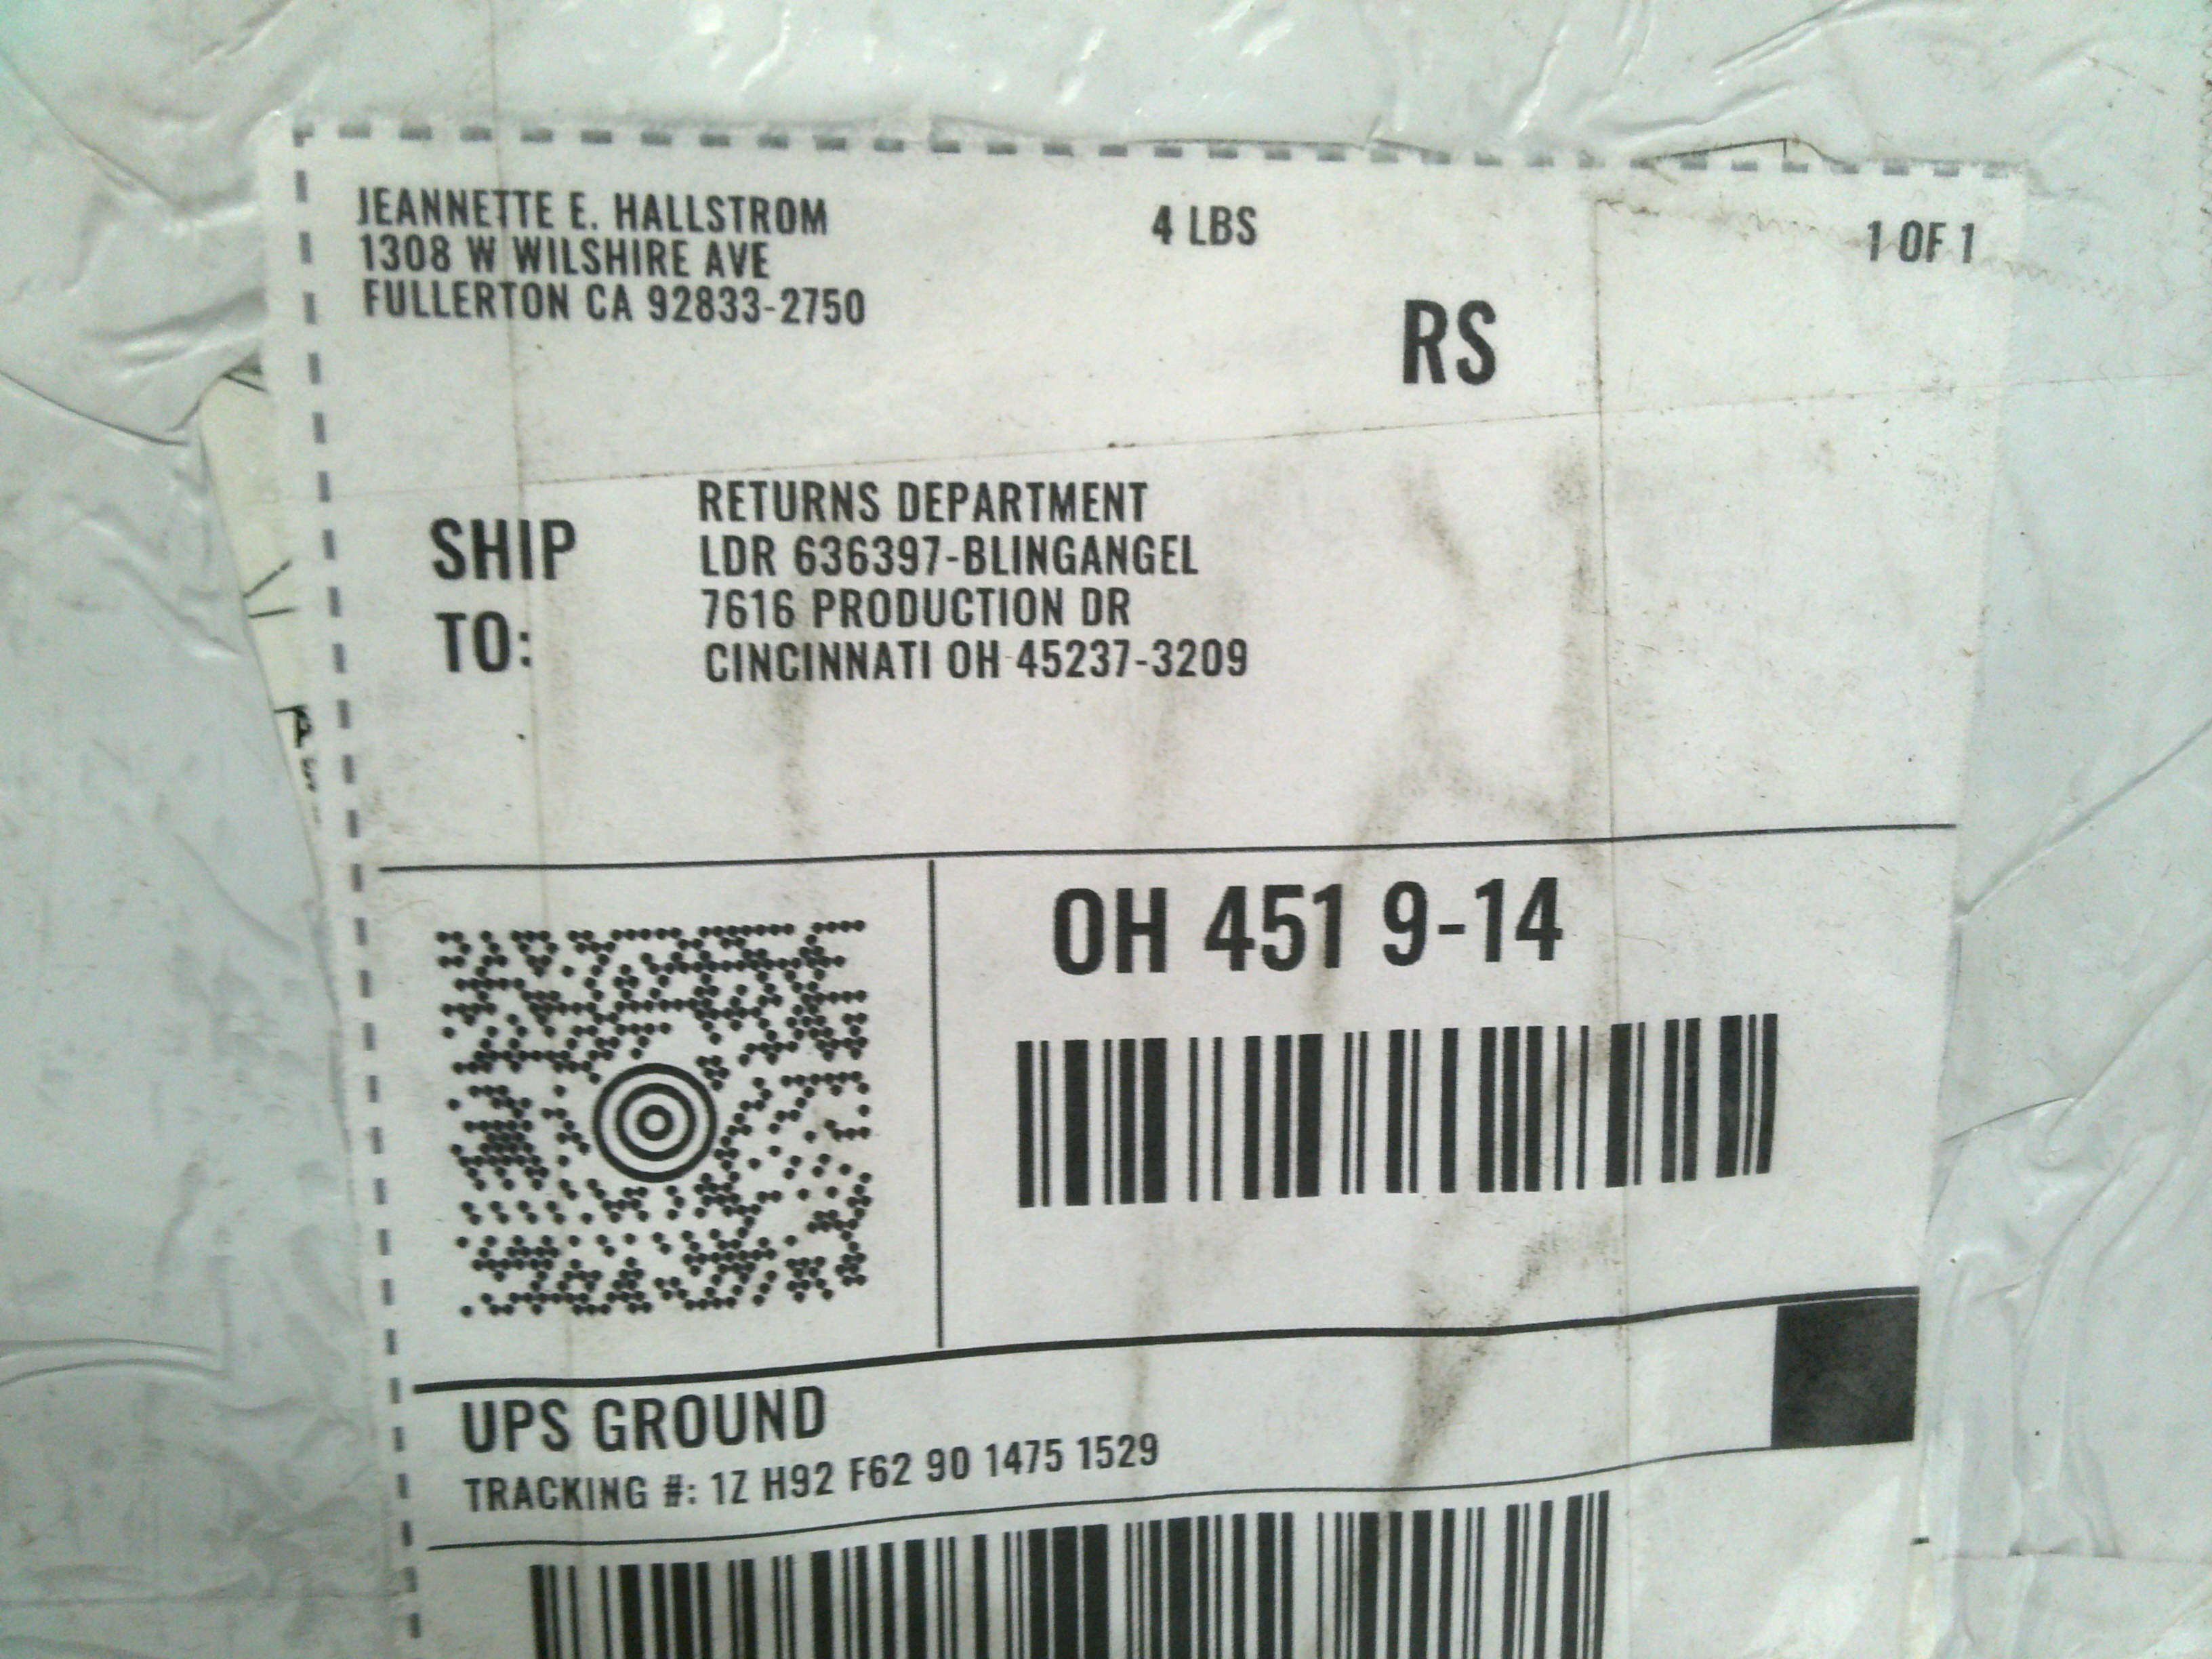 JEANNETTE E. HALLSTROM
1308 W WILSHIRE AVE
FULLERTON CA 92833-2750
4 LBS
1 OF 1
RS
SHIP
TO:
RETURNS DEPARTMENT
LDR 636397-BLINGANGEL
7616 PRODUCTION DR
CINCINNATI OH 45237-3209
OH 451 9-14
UPS GROUND
TRACKING #: 1Z H92 F62 90 1475 1529